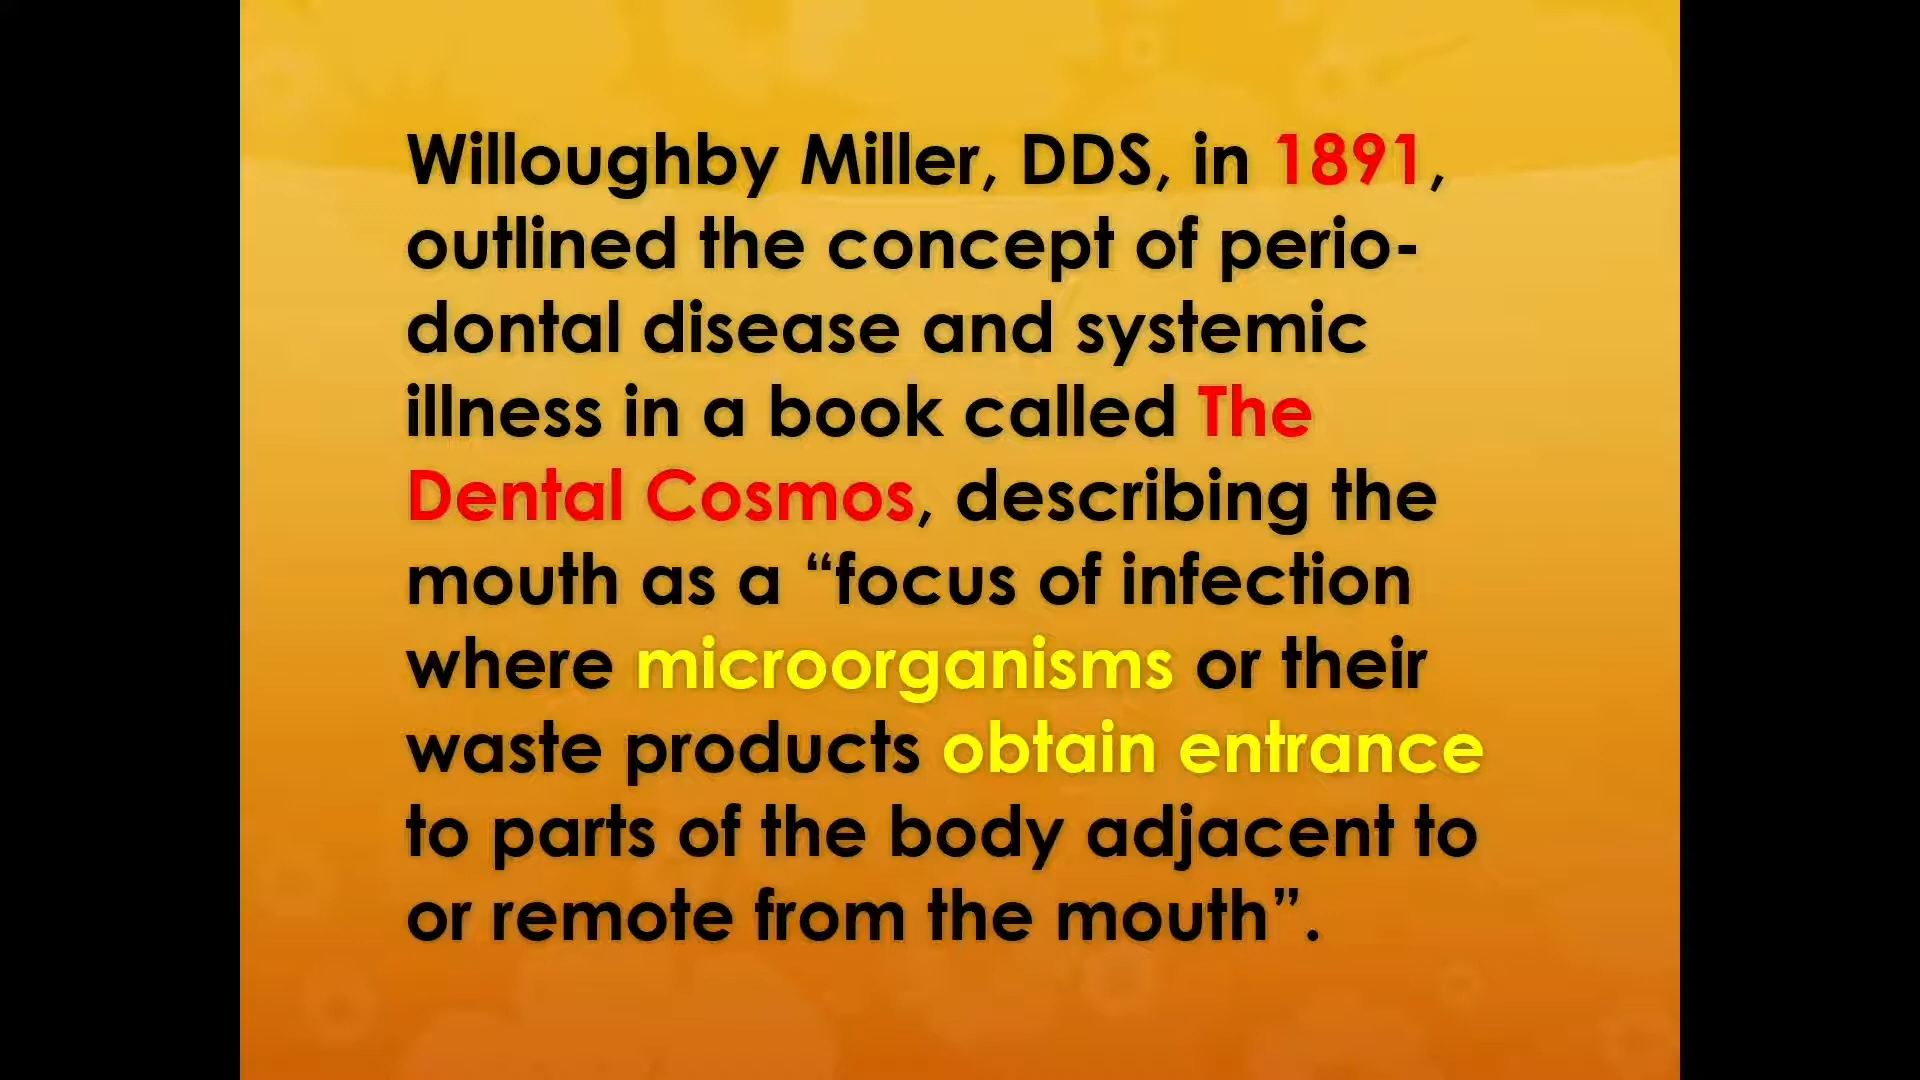 Willoughby Miller, DDS, in 1891,
outlined the concept of perio-
dontal disease and systemic
illness in a book called The
Dental Cosmos, describing the
mouth as a “focus of infection
where microorganisms or their
waste products obtain entrance
to parts of the body adjacent to
or remote from the mouth”.